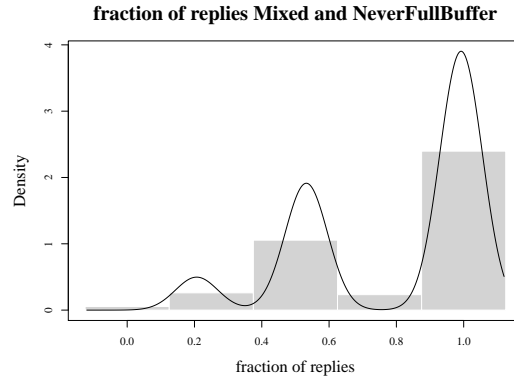 fraction of replies Mixed and NeverFullBuffer
4
3
2
1
0
Density
0.0 0.2 0.4 0.6 0.8 1.0
fraction of replies